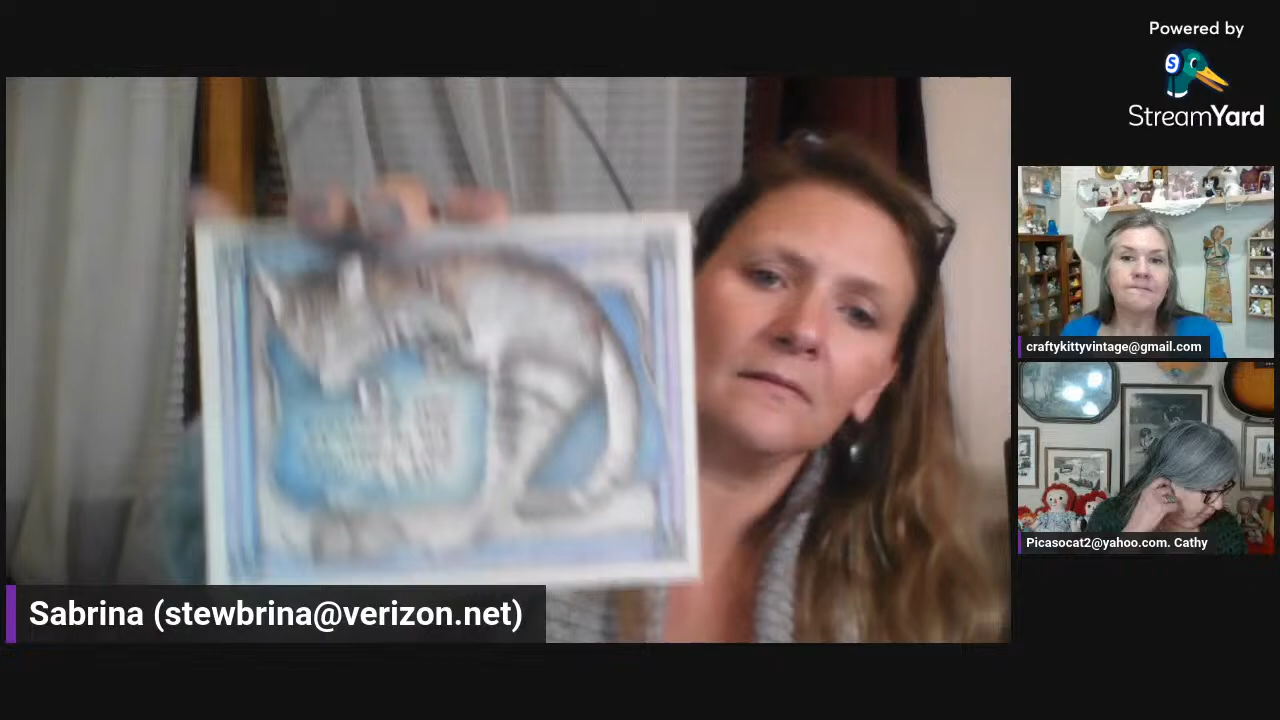 Powered by
S
StreamYard
craftykittyvintage@gmail.com
Picasocat2@yahoo.com. Cathy
Sabrina (stewbrina@verizon.net)